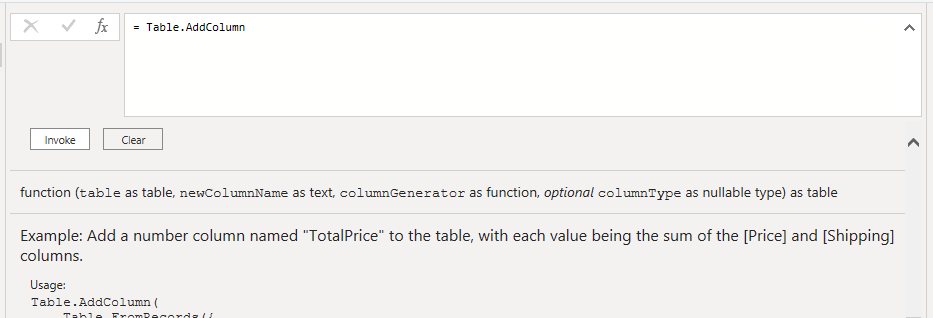 fx
= Table.AddColumn
Invoke
Clear
function (table as table, newColumnName as text, columnGenerator as function, optional columnType as nullable type) as table
Example: Add a number column named "TotalPrice" to the table, with each value being the sum of the [Price] and [Shipping]
columns.
Usage:
Table.AddColumn(
Table.FromRecords({